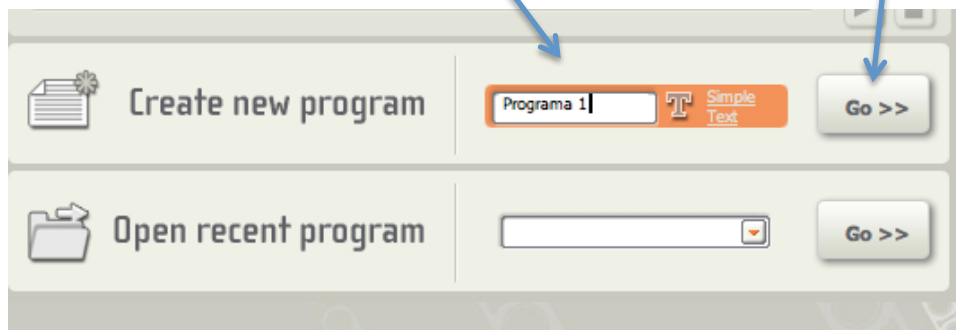 Create new program
Programa 1
T Simple
Text
Go >>
Open recent program
Go >>